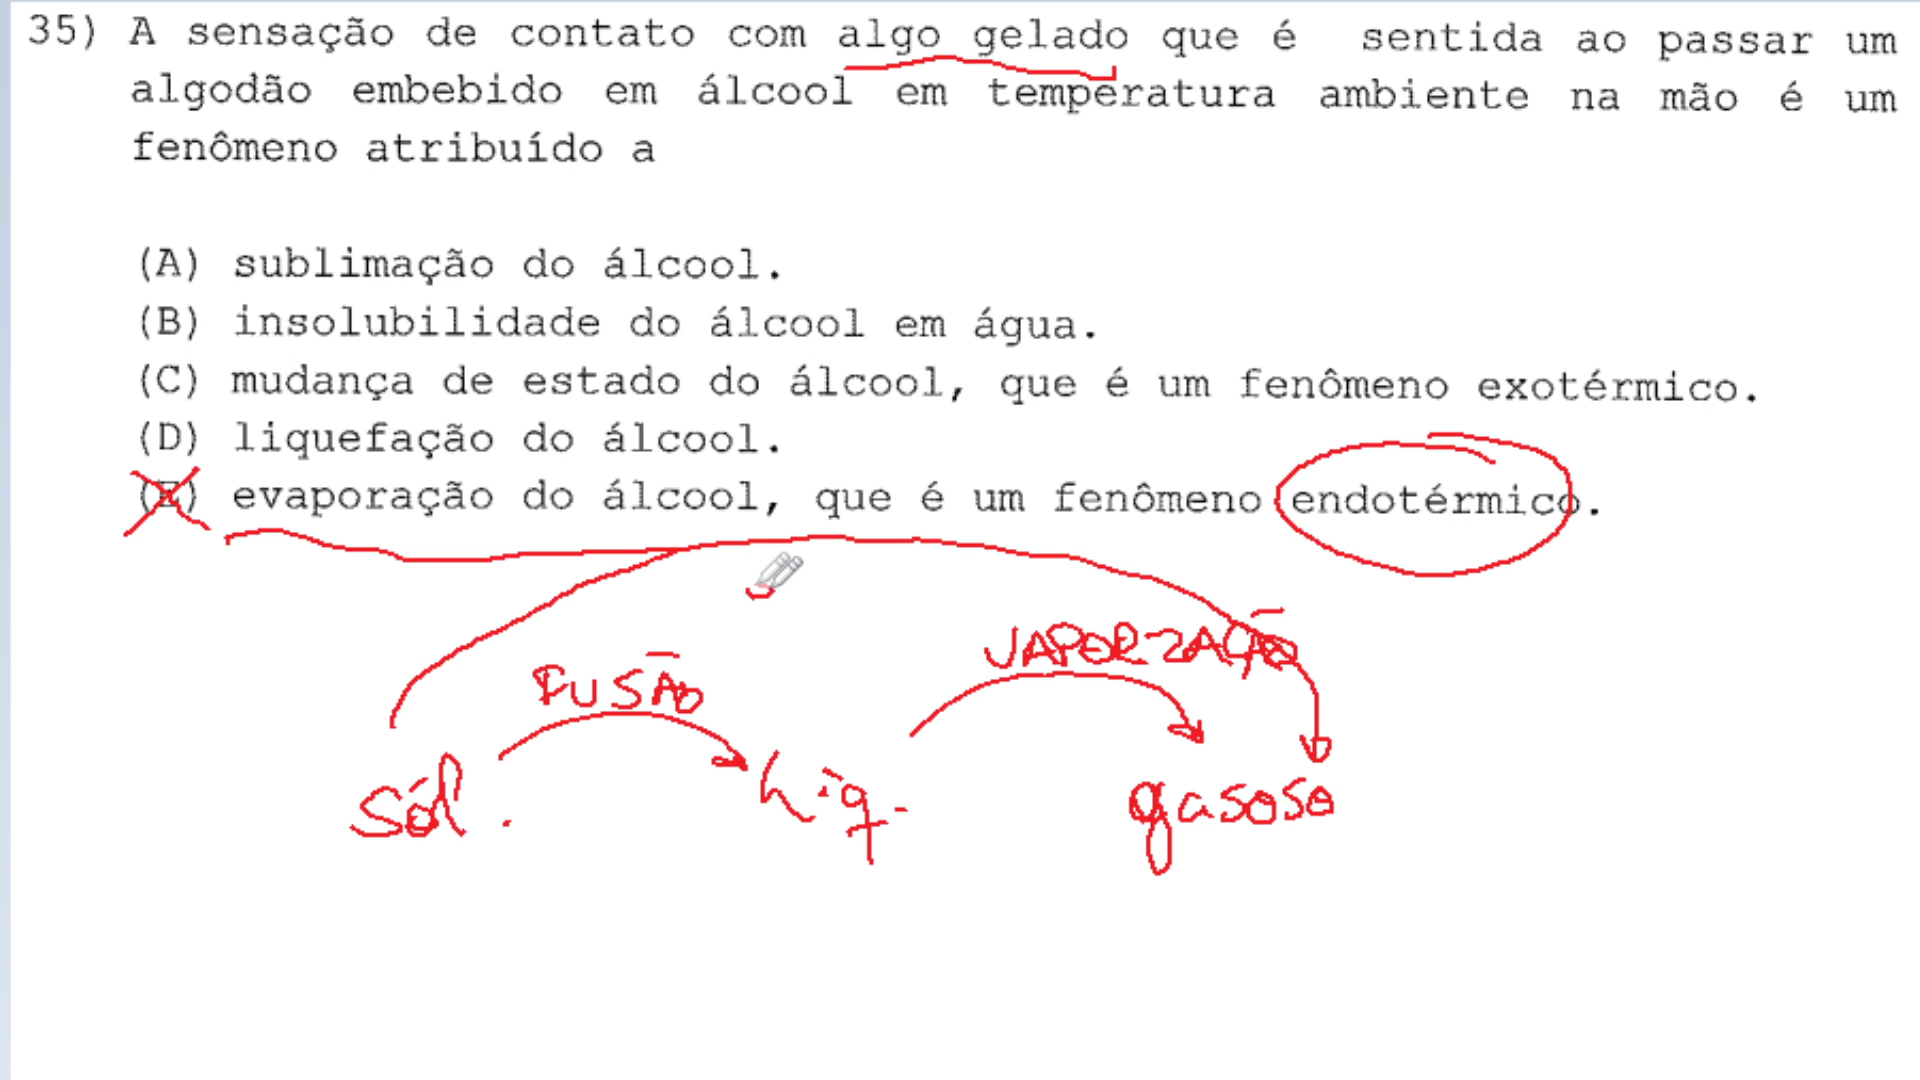 35) A sensação de contato com algo gelado que é sentida ao passar um
algodão embebido em álcool em temperatura ambiente na mão é um
fenômeno atribuído a
(A) sublimação do álcool.
(B) insolubilidade do álcool em água.
(C) mudança de estado do álcool, que é um fenômeno exotérmico.
(D) liquefação do álcool.
(E) evaporação do álcool, que é um fenômeno endotérmico.
VAPORZAÇÃO
FUSÃO
Sól. Líq. gasoso